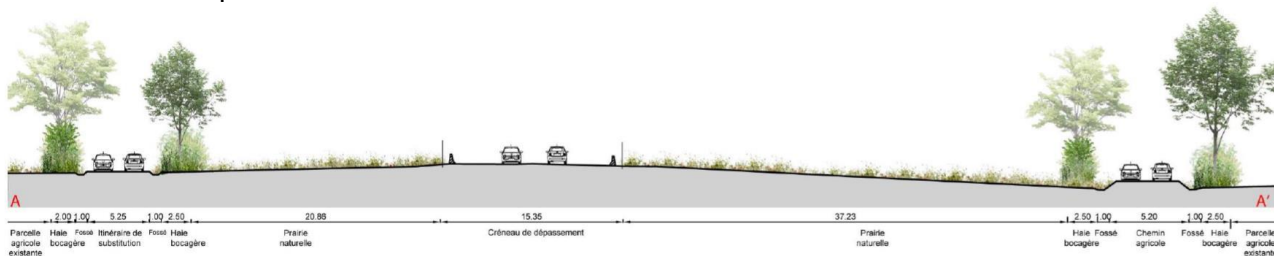 A A'
2.00 1.00 5.25 1.00 2.50 20.88 15.35 37.23 2.50 1.00 5.20 1.00 2.50
Parcelle agricole existante
Haie bocagère
Fossé
Itinéraire de substitution
Fossé
Haie bocagère
Prairie naturelle
Créneau de dépassement
Prairie naturelle
Haie bocagère
Fossé
Chemin agricole
Fossé
Haie bocagère
Parcelle agricole existante